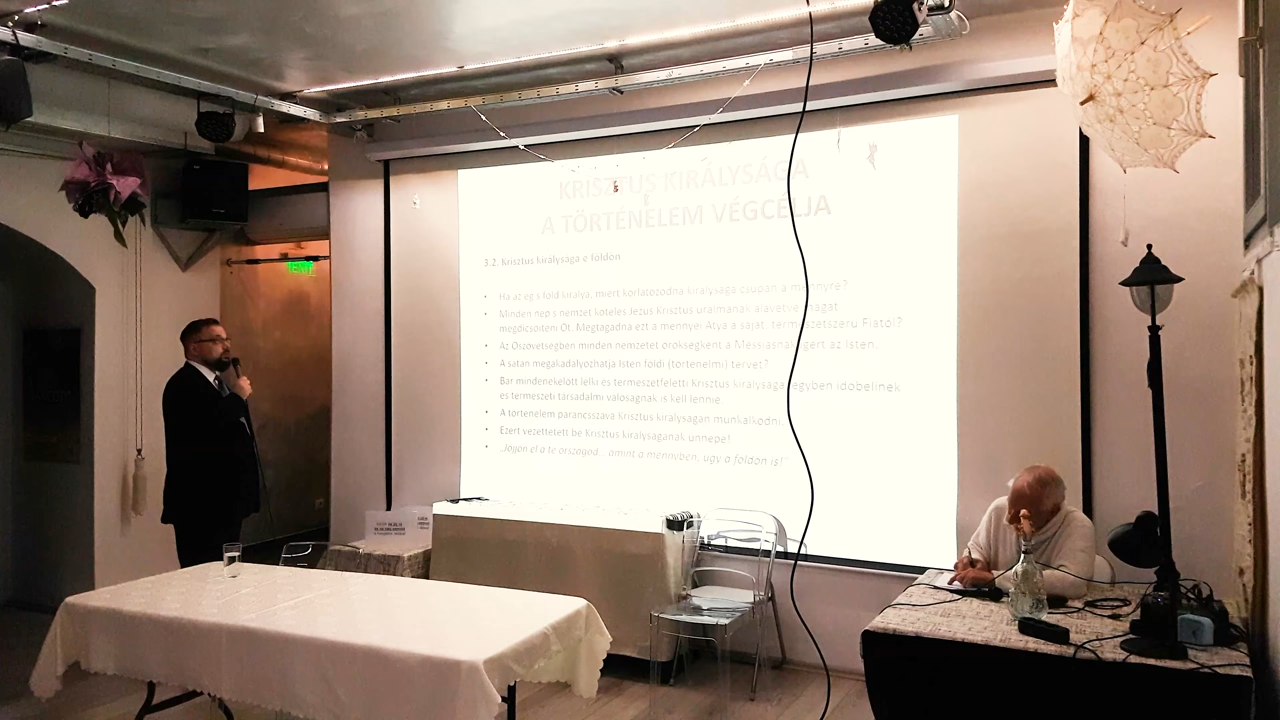 KRISZTUS KIRÁLYSÁGA
A TÖRTÉNELEM VÉGCÉLJA
3.2. Krisztus királysága e földön
• Ha az ég s föld királya, miért korlátozódna királysága csupán a mennyre?
• Minden nép s nemzet köteles Jézus Krisztus uralmának alávetve magát
megdicsőíteni Őt. Megtagadná ezt a mennyei Atya a saját, természetszerű Fiától?
• Az Ószövetségben minden nemzetet örökségként a Messiásnak ígért az Isten.
• A sátán megakadályozhatja Isten földi (történelmi) tervét?
• Bár mindenekelőtt lelki és természetfeletti Krisztus királysága, egyben időbelinek
és természeti társadalmi valóságnak is kell lennie
• A történelem parancsszava Krisztus királyságán munkálkodni.
• Ezért vezettetett be Krisztus királyságának ünnepe!
• „Jöjjön el a te országod... amint a mennyben, úgy a földön is!"